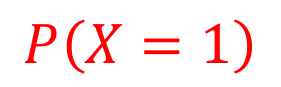 P(X = 1)